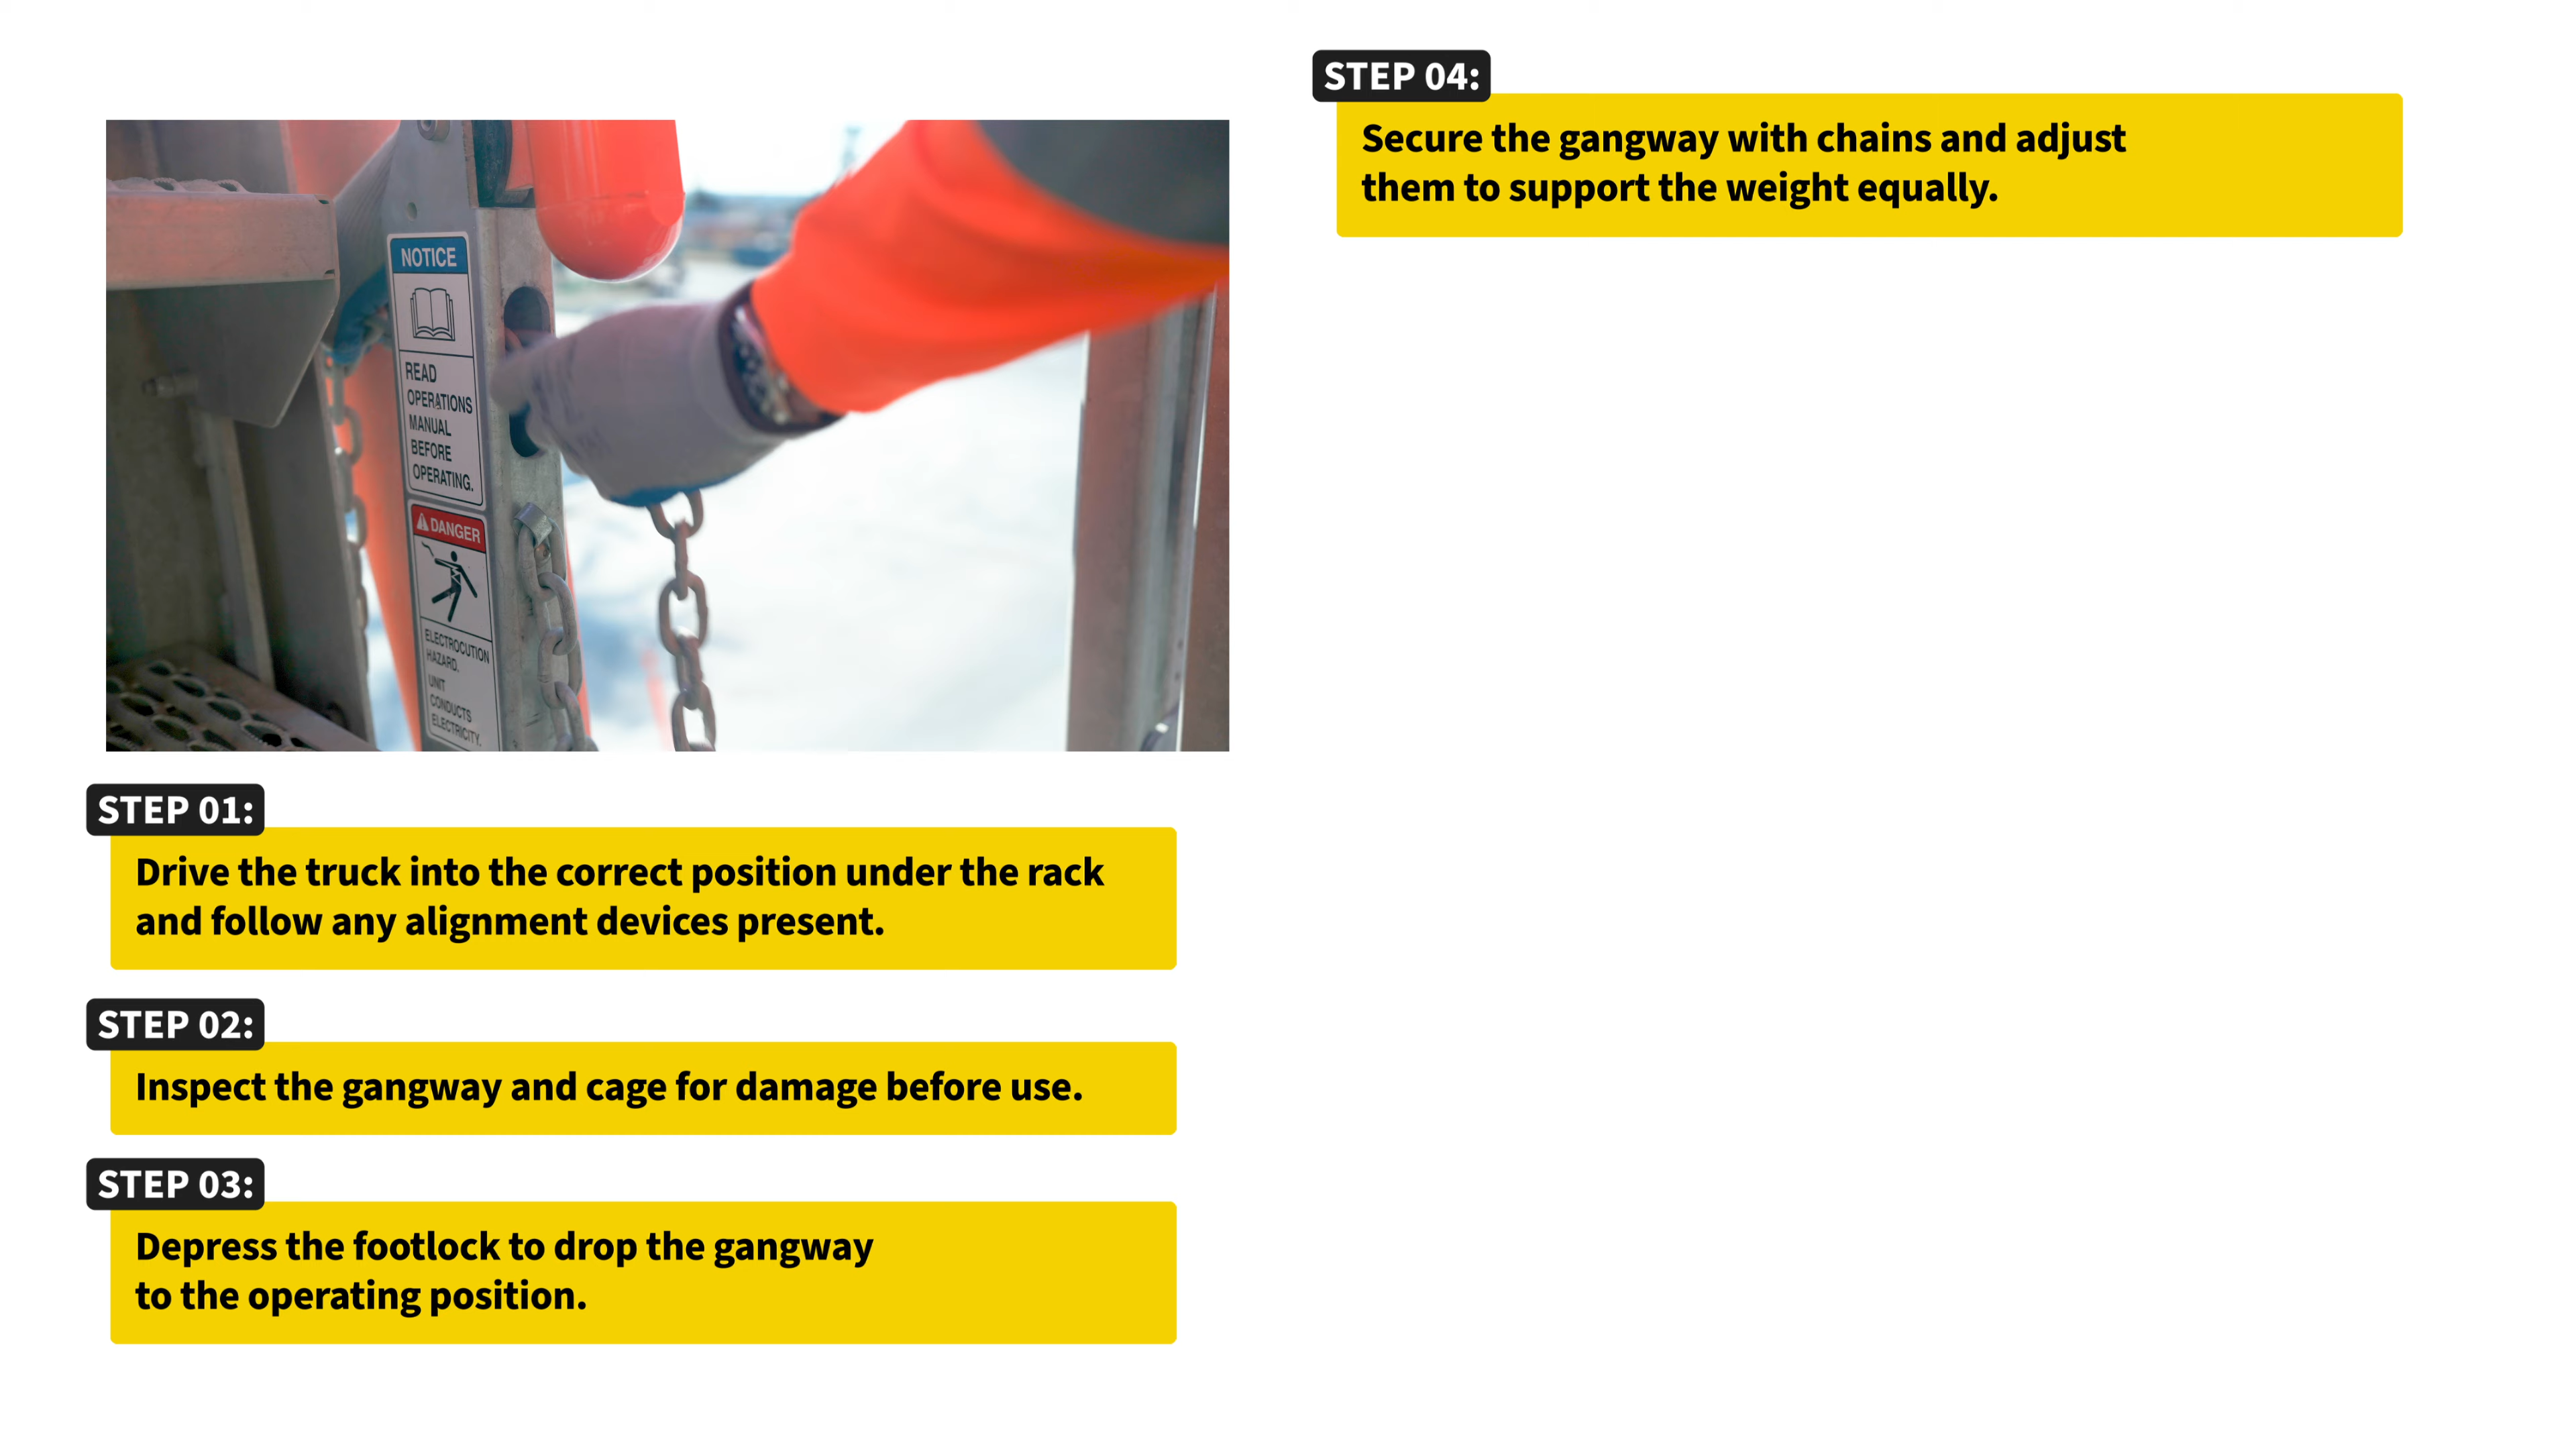 NOTICE
READ
OPERATIONS
MANUAL
BEFORE
OPERATING.
DANGER
ELECTROCUTION
HAZARD.
UNIT
CONDUCTS
ELECTRICITY.
STEP 01:
Drive the truck into the correct position under the rack
and follow any alignment devices present.
STEP 02:
Inspect the gangway and cage for damage before use.
STEP 03:
Depress the footlock to drop the gangway
to the operating position.
STEP 04:
Secure the gangway with chains and adjust
them to support the weight equally.